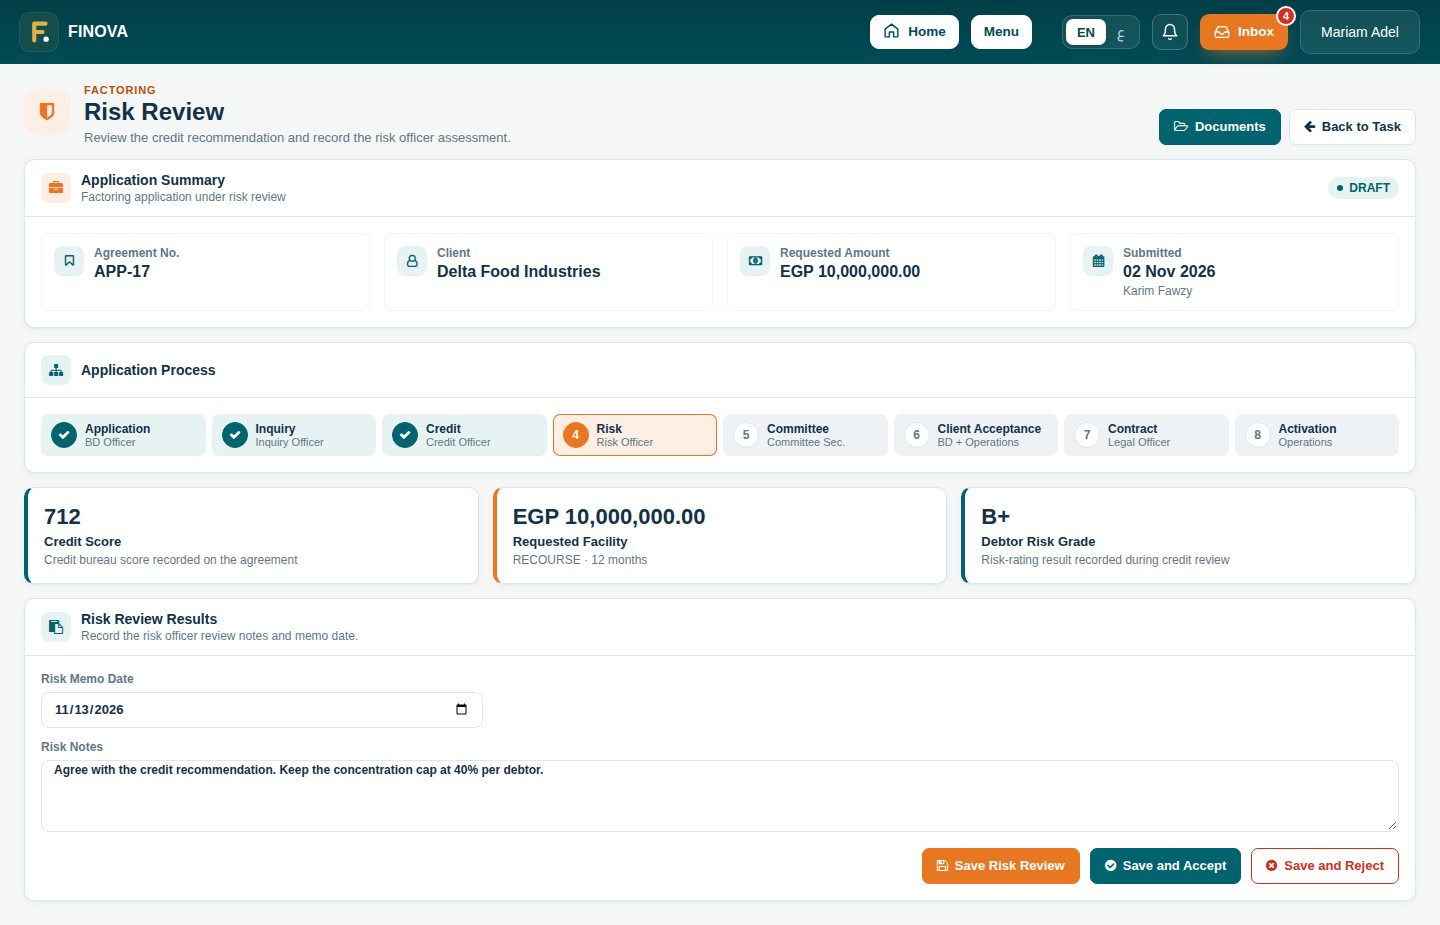 FINOVA
Home
Menu
EN
ع
Inbox
4
Mariam Adel
FACTORING
Risk Review
Review the credit recommendation and record the risk officer assessment.
Documents
Back to Task
Application Summary
Factoring application under risk review
DRAFT
Agreement No.
APP-17
Client
Delta Food Industries
Requested Amount
EGP 10,000,000.00
Submitted
02 Nov 2026
Karim Fawzy
Application Process
Application
BD Officer
Inquiry
Inquiry Officer
Credit
Credit Officer
4
Risk
Risk Officer
5
Committee
Committee Sec.
6
Client Acceptance
BD + Operations
7
Contract
Legal Officer
8
Activation
Operations
712
Credit Score
Credit bureau score recorded on the agreement
EGP 10,000,000.00
Requested Facility
RECOURSE · 12 months
B+
Debtor Risk Grade
Risk-rating result recorded during credit review
Risk Review Results
Record the risk officer review notes and memo date.
Risk Memo Date
11/13/2026
Risk Notes
Agree with the credit recommendation. Keep the concentration cap at 40% per debtor.
Save Risk Review
Save and Accept
Save and Reject